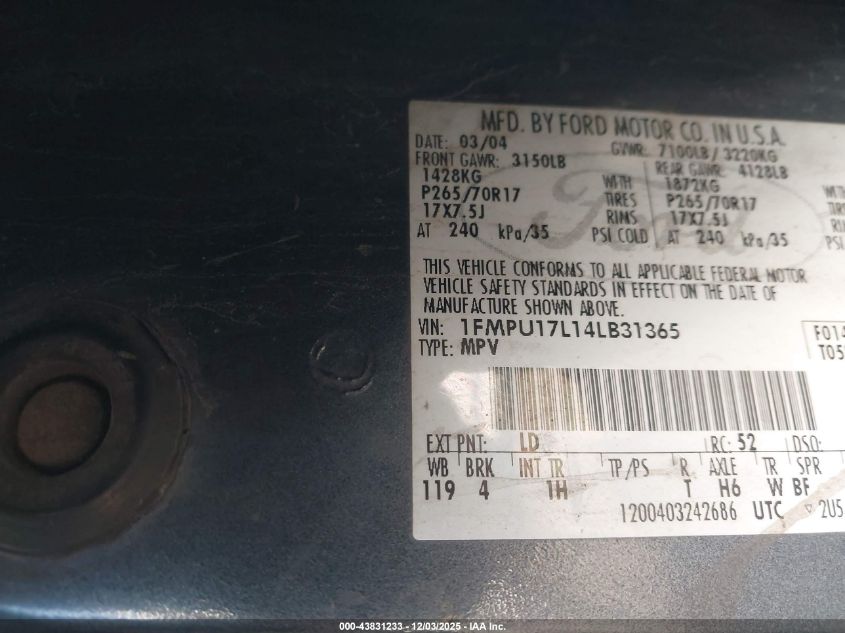 MFD. BY FORD MOTOR CO. IN U.S.A.
DATE: 03/04 GVWR: 7100LB / 3220KG
FRONT GAWR: 3150LB REAR GAWR: 4128LB
1428KG WITH 1872KG WITH
P265/70R17 TIRES P265/70R17
17X7.5J RIMS 17X7.5J
AT 240 kPa/35 PSI COLD AT 240 kPa/35 PSI
THIS VEHICLE CONFORMS TO ALL APPLICABLE FEDERAL MOTOR
VEHICLE SAFETY STANDARDS IN EFFECT ON THE DATE OF
MANUFACTURE SHOWN ABOVE.
VIN: 1FMPU17L14LB31365
TYPE: MPV
EXT PNT: LD RC: 52 DSO:
WB BRK INT TR TP/PS R AXLE TR SPR
119 4 1H T H6 W BF
1200403242686 UTC
Ford
000-43831233 - 12/03/2025 - IAA, Inc.